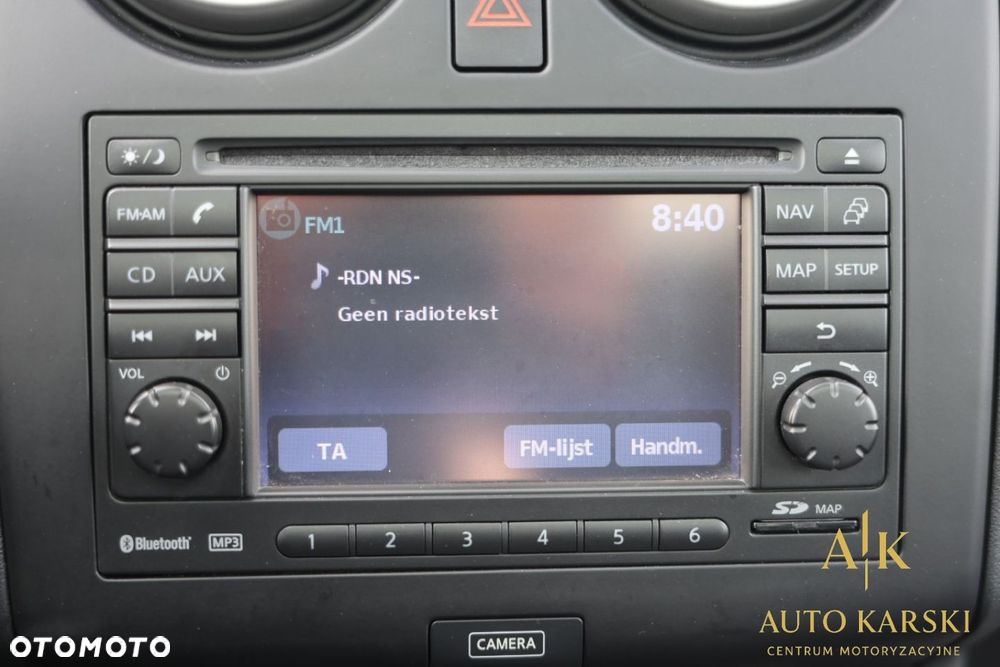 FM·AM
CD
AUX
VOL
FM1
8:40
-RDN NS-
Geen radiotekst
TA
FM-lijst
Handm.
NAV
MAP
SETUP
SD MAP
Bluetooth
MP3
1 2 3 4 5 6
CAMERA
OTOMOTO
A K
AUTO KARSKI
CENTRUM MOTORYZACYJNE